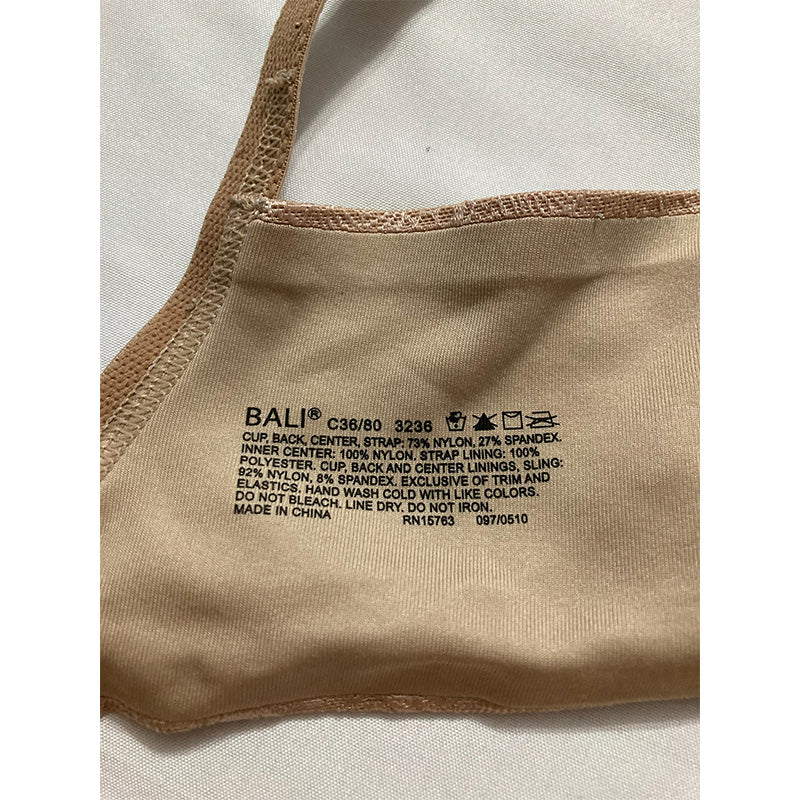 BALI® C36/80 3236
CUP, BACK, CENTER, STRAP: 73% NYLON, 27% SPANDEX.
INNER CENTER: 100% NYLON. STRAP LINING: 100%
POLYESTER. CUP, BACK AND CENTER LININGS, SLING:
92% NYLON, 8% SPANDEX. EXCLUSIVE OF TRIM AND
ELASTICS. HAND WASH COLD WITH LIKE COLORS.
DO NOT BLEACH. LINE DRY. DO NOT IRON.
MADE IN CHINA RN15763 097/0510